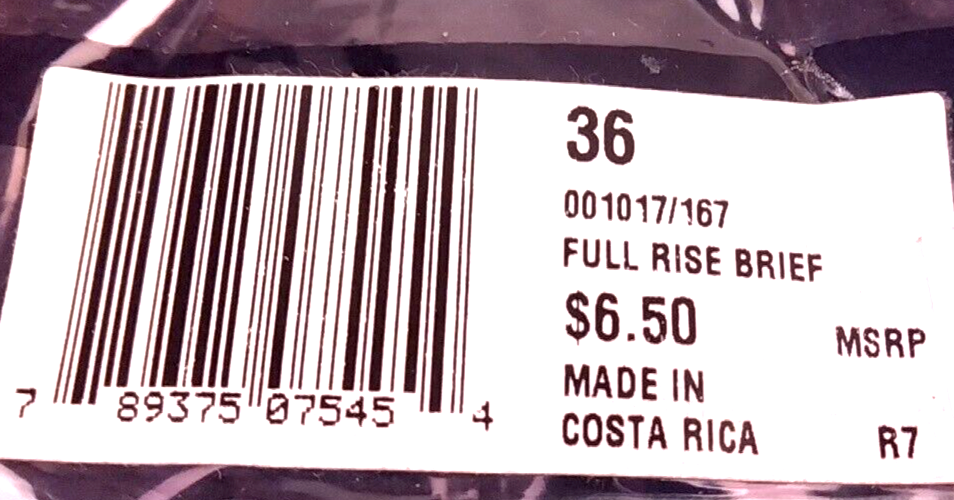 36
001017/167
FULL RISE BRIEF
$6.50 MSRP
MADE IN
COSTA RICA R7
7 89375 07545 4